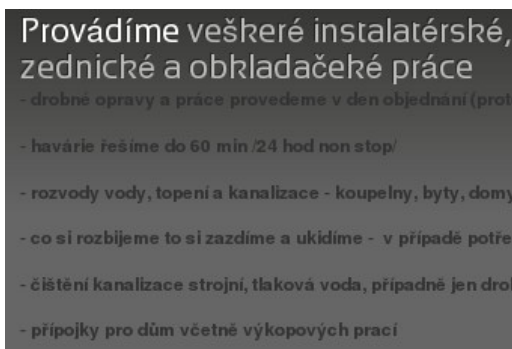 Provádíme veškeré instalatérské,
zednické a obkladačeké práce
- drobné opravy a práce provedeme v den objednání
- havárie řešíme do 60 min /24 hod non stop/
- rozvody vody, topení a kanalizace - koupelny, byty, domy
- co si rozbijeme to si zazdíme a ukidíme - v případě
- čištění kanalizace strojní, tlaková voda, případně jen
- přípojky pro dům včetně výkopových prací